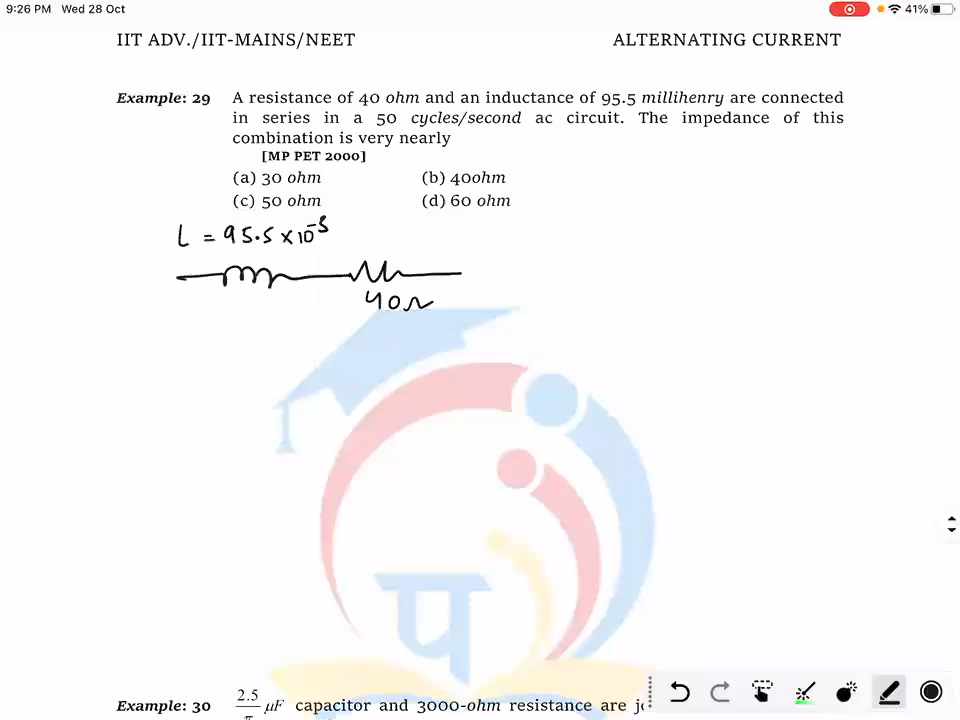 9:26 PM Wed 28 Oct
41%
IIT ADV./IIT-MAINS/NEET ALTERNATING CURRENT
Example: 29 A resistance of 40 ohm and an inductance of 95.5 millihenry are connected
in series in a 50 cycles/second ac circuit. The impedance of this
combination is very nearly
[MP PET 2000]
(a) 30 ohm (b) 40ohm
(c) 50 ohm (d) 60 ohm
L = 95.5 × 10⁻³
40Ω
प
Example: 30 2.5/π μF capacitor and 3000-ohm resistance are